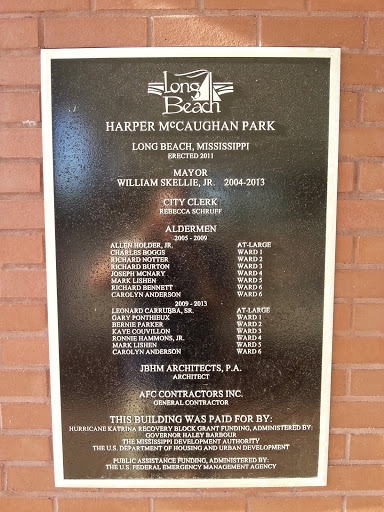 Long
Beach
HARPER McCAUGHAN PARK
LONG BEACH, MISSISSIPPI
ERECTED 2011
MAYOR
WILLIAM SKELLIE, JR. 2004-2013
CITY CLERK
REBECCA SCHRUFF
ALDERMEN
2005 - 2009
ALLEN HOLDER, JR. AT-LARGE
CHARLES BOGGS WARD 1
RICHARD NOTTER WARD 2
RICHARD BURTON WARD 3
JOSEPH MCNARY WARD 4
MARK LISHEN WARD 5
RICHARD BENNETT WARD 6
CAROLYN ANDERSON WARD 6
2009 - 2013
LEONARD CARRUBBA, SR. AT-LARGE
GARY PONTHIEUX WARD 1
BERNIE PARKER WARD 2
KAYE COUVILLON WARD 3
RONNIE HAMMONS, JR. WARD 4
MARK LISHEN WARD 5
CAROLYN ANDERSON WARD 6
JBHM ARCHITECTS, P.A.
ARCHITECT
AFC CONTRACTORS INC.
GENERAL CONTRACTOR
THIS BUILDING WAS PAID FOR BY:
HURRICANE KATRINA RECOVERY BLOCK GRANT FUNDING, ADMINISTERED BY:
GOVERNOR HALEY BARBOUR
THE MISSISSIPPI DEVELOPMENT AUTHORITY
THE U.S. DEPARTMENT OF HOUSING AND URBAN DEVELOPMENT
PUBLIC ASSISTANCE FUNDING, ADMINISTERED BY:
THE U.S. FEDERAL EMERGENCY MANAGEMENT AGENCY